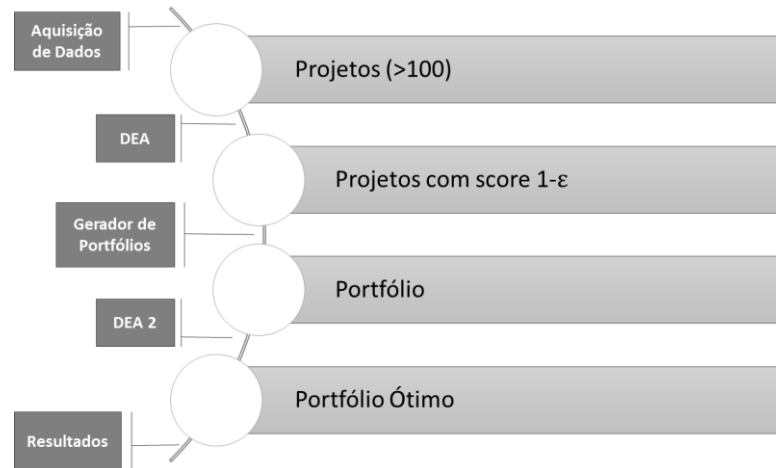 Aquisição
de Dados
Projetos (>100)
DEA
Projetos com score 1-ε
Gerador de
Portfólios
Portfólio
DEA 2
Portfólio Ótimo
Resultados